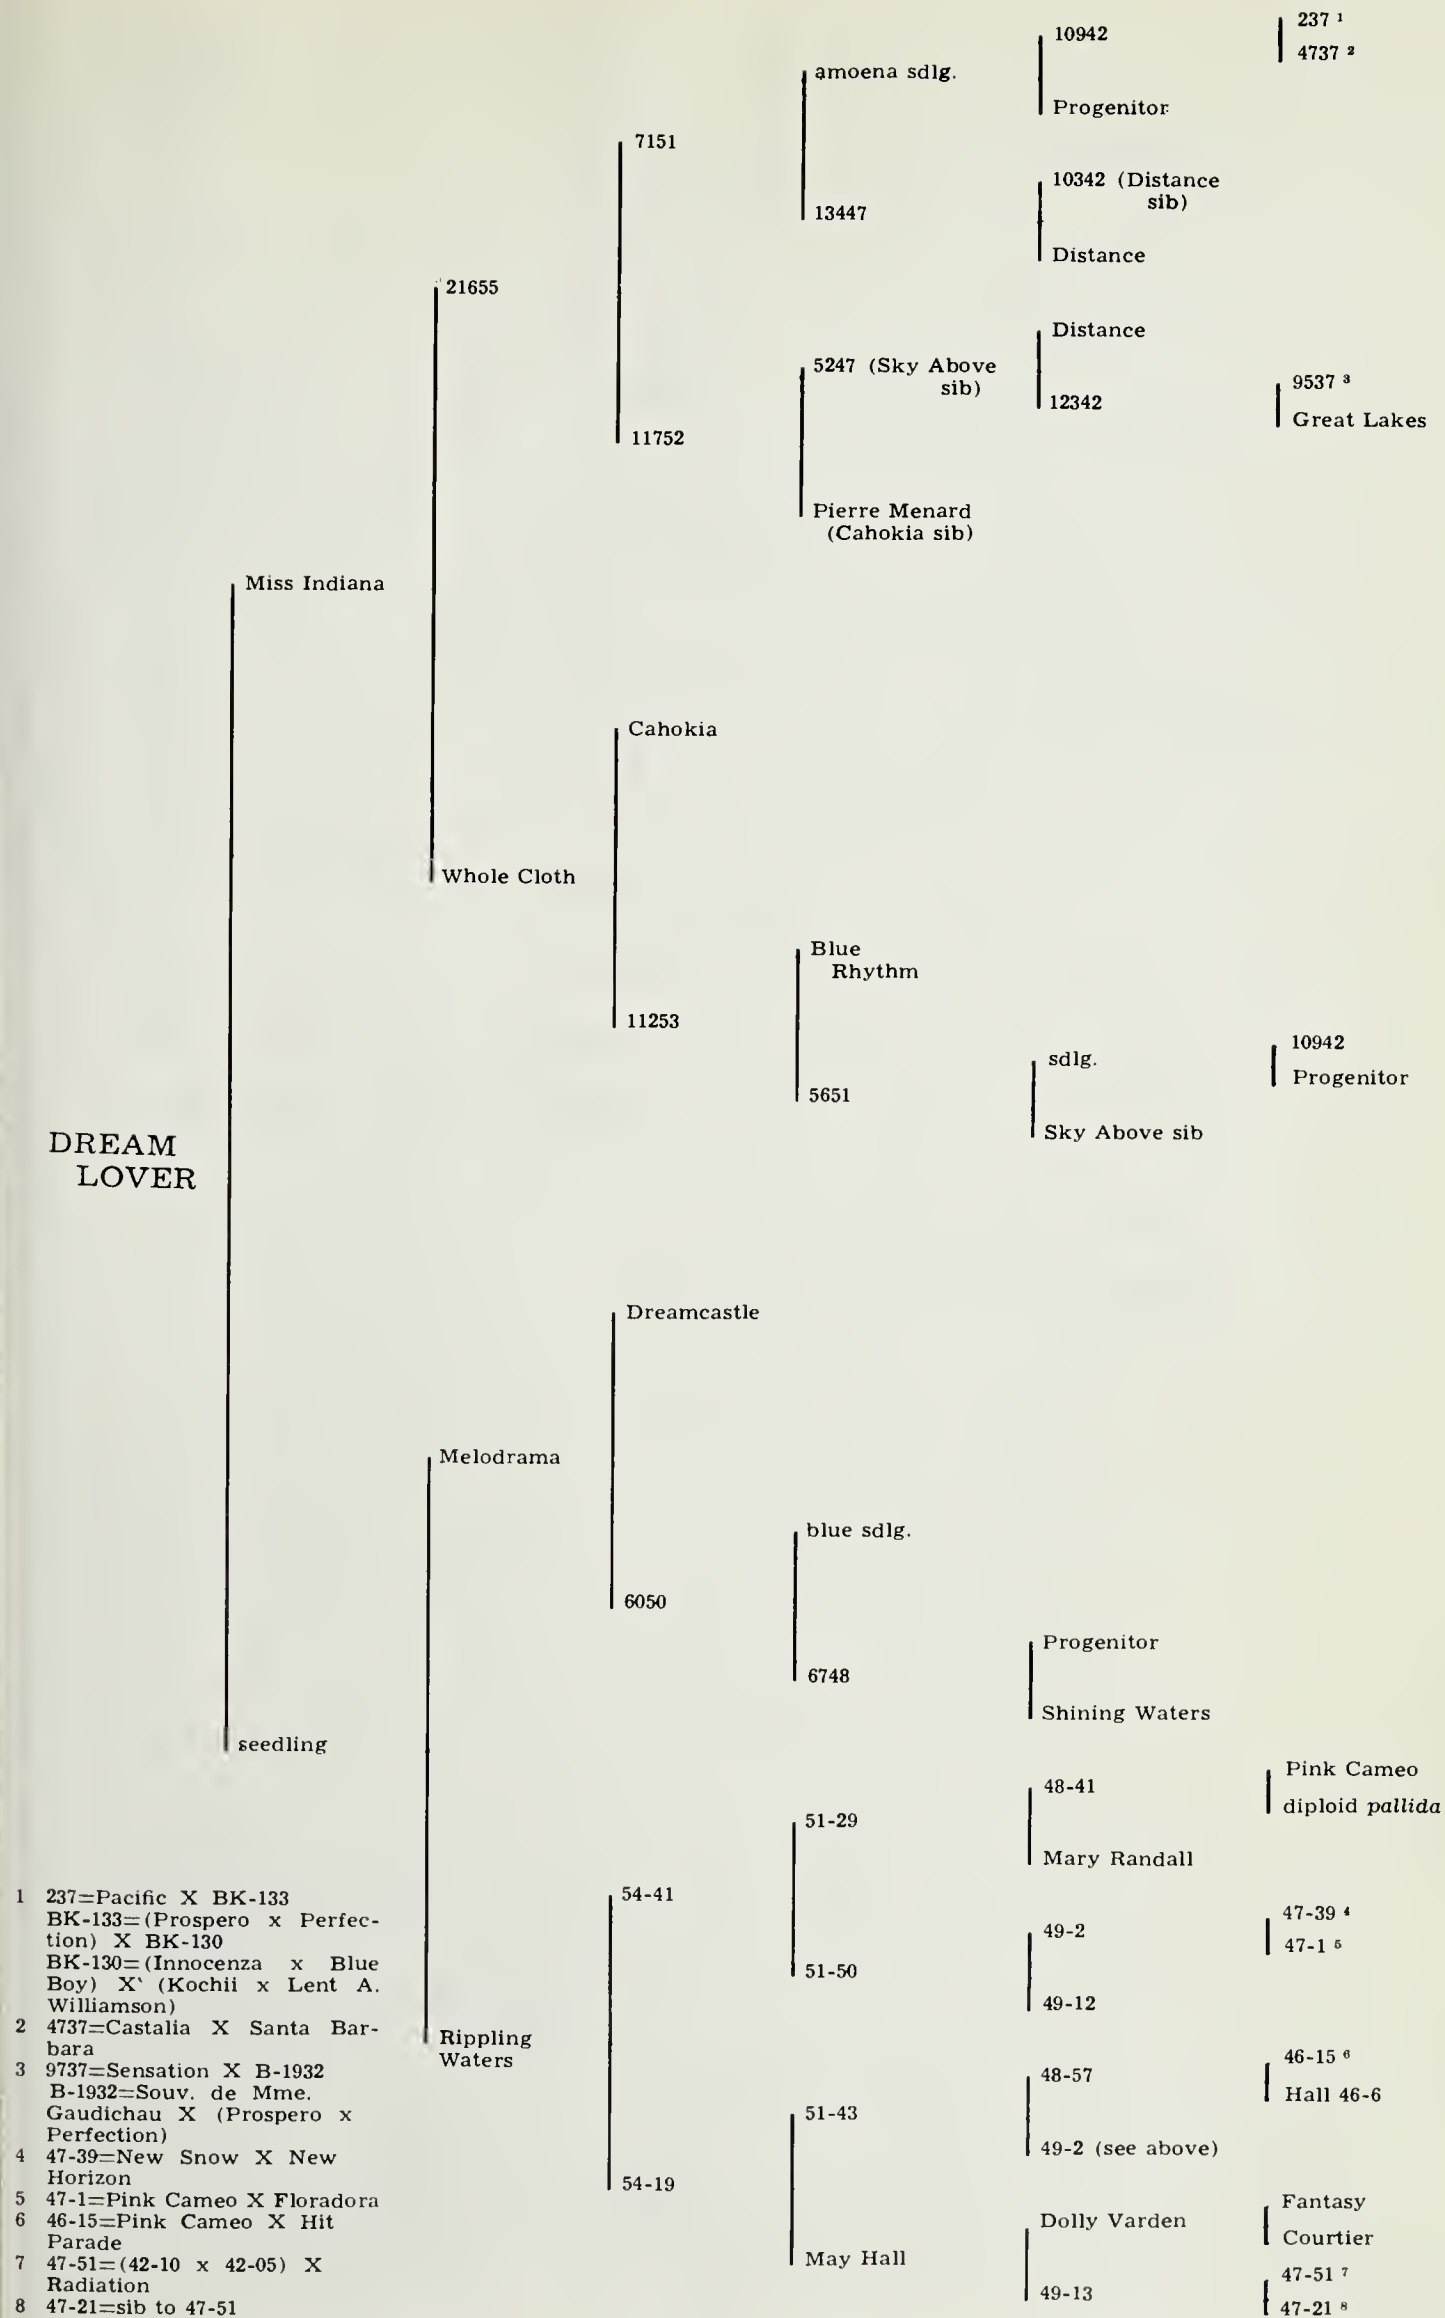 237 ¹
10942
4737 ²
amoena sdlg.
Progenitor
7151
10342 (Distance
sib)
13447
Distance
21655
Distance
5247 (Sky Above
sib)
9537 ³
12342
Great Lakes
11752
Pierre Menard
(Cahokia sib)
Miss Indiana
Cahokia
Whole Cloth
Blue
Rhythm
11253
10942
sdlg.
Progenitor
5651
Sky Above sib
DREAM
LOVER
Dreamcastle
Melodrama
blue sdlg.
6050
Progenitor
6748
Shining Waters
seedling
Pink Cameo
48-41
diploid pallida
51-29
Mary Randall
54-41
47-39 ⁴
49-2
47-1 ⁵
51-50
49-12
Rippling
Waters
46-15 ⁶
48-57
Hall 46-6
51-43
49-2 (see above)
54-19
Fantasy
Dolly Varden
Courtier
May Hall
47-51 ⁷
49-13
47-21 ⁸
1 237=Pacific X BK-133
BK-133=(Prospero x Perfec-
tion) X BK-130
BK-130=(Innocenza x Blue
Boy) X' (Kochii x Lent A.
Williamson)
2 4737=Castalia X Santa Bar-
bara
3 9737=Sensation X B-1932
B-1932=Souv. de Mme.
Gaudichau X (Prospero x
Perfection)
4 47-39=New Snow X New
Horizon
5 47-1=Pink Cameo X Floradora
6 46-15=Pink Cameo X Hit
Parade
7 47-51=(42-10 x 42-05) X
Radiation
8 47-21=sib to 47-51